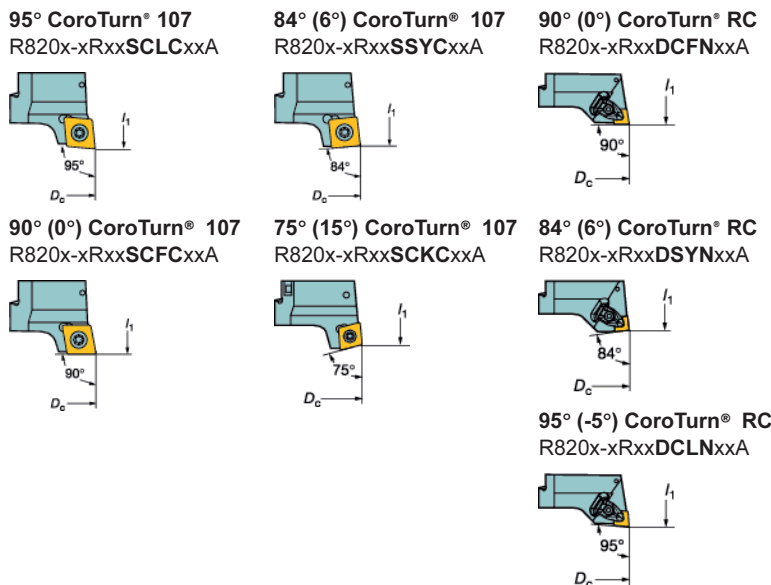 95° CoroTurn® 107
R820x-xRxxSCLCxxA
l1
95°
Dc
84° (6°) CoroTurn® 107
R820x-xRxxSSYCxxA
l1
84°
Dc
90° (0°) CoroTurn® RC
R820x-xRxxDCFNxxA
l1
90°
Dc
90° (0°) CoroTurn® 107
R820x-xRxxSCFCxxA
l1
90°
Dc
75° (15°) CoroTurn® 107
R820x-xRxxSCKCxxA
l1
75°
Dc
84° (6°) CoroTurn® RC
R820x-xRxxDSYNxxA
l1
84°
Dc
95° (-5°) CoroTurn® RC
R820x-xRxxDCLNxxA
l1
95°
Dc